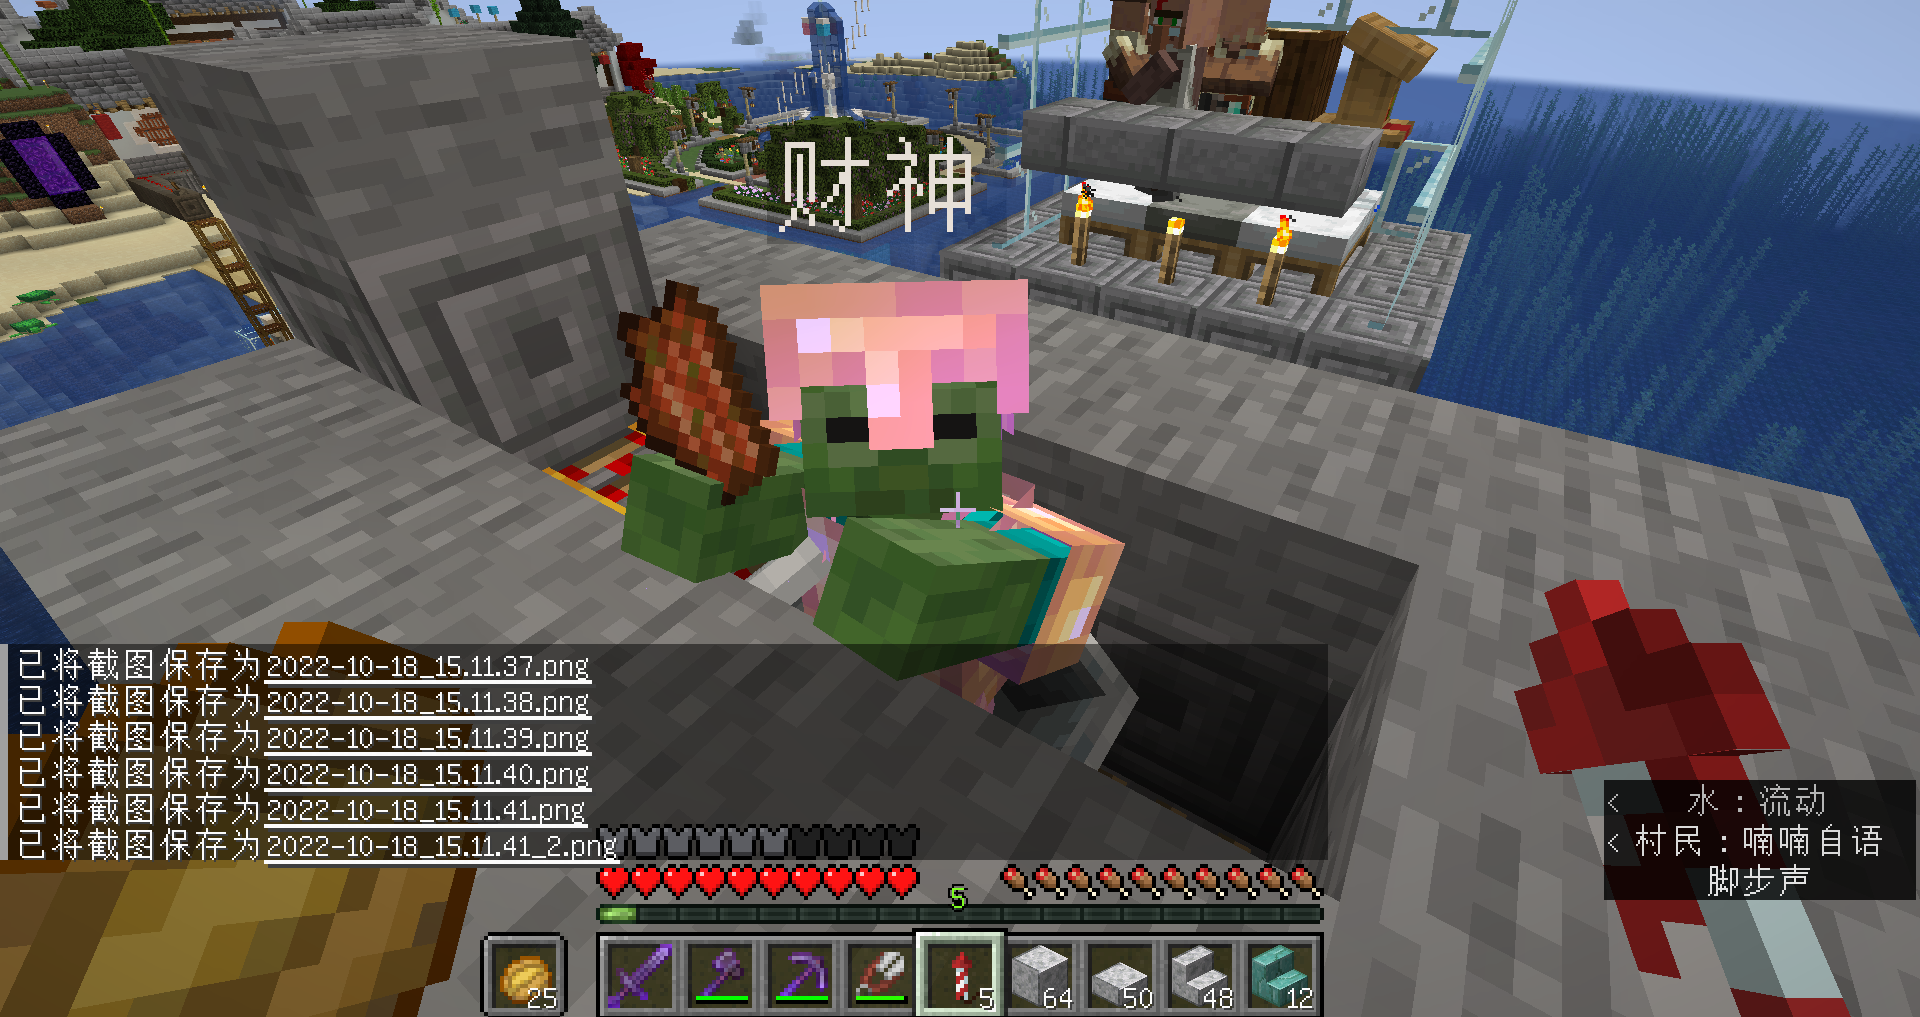 财神
已将截图保存为2022-10-18_15.11.37.png
已将截图保存为2022-10-18_15.11.38.png
已将截图保存为2022-10-18_15.11.39.png
已将截图保存为2022-10-18_15.11.40.png
已将截图保存为2022-10-18_15.11.41.png
已将截图保存为2022-10-18_15.11.41_2.png
< 水：流动
< 村民：喃喃自语
脚步声
5
25 5 64 50 48 12